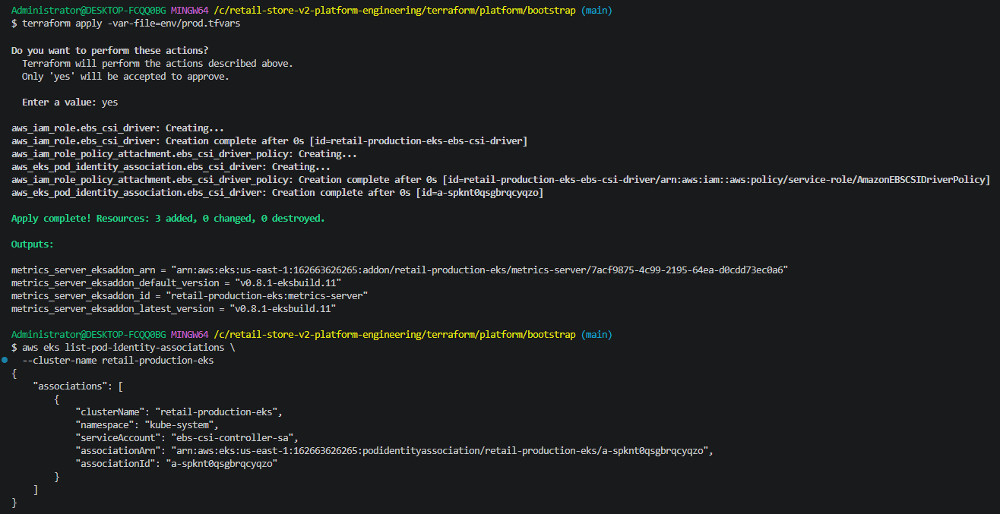 Administrator@DESKTOP-FCQQ0BG MINGW64 /c/retail-store-v2-platform-engineering/terraform/platform/bootstrap (main)
$ terraform apply -var-file=env/prod.tfvars
Do you want to perform these actions?
  Terraform will perform the actions described above.
  Only 'yes' will be accepted to approve.
  Enter a value: yes
aws_iam_role.ebs_csi_driver: Creating...
aws_iam_role.ebs_csi_driver: Creation complete after 0s [id=retail-production-eks-ebs-csi-driver]
aws_iam_role_policy_attachment.ebs_csi_driver_policy: Creating...
aws_eks_pod_identity_association.ebs_csi_driver: Creating...
aws_iam_role_policy_attachment.ebs_csi_driver_policy: Creation complete after 0s [id=retail-production-eks-ebs-csi-driver/arn:aws:iam::aws:policy/service-role/AmazonEBSCSIDriverPolicy]
aws_eks_pod_identity_association.ebs_csi_driver: Creation complete after 0s [id=a-spknt0qsgbrqcyqzo]
Apply complete! Resources: 3 added, 0 changed, 0 destroyed.
Outputs:
metrics_server_eksaddon_arn = "arn:aws:eks:us-east-1:162663626265:addon/retail-production-eks/metrics-server/7acf9875-4c99-2195-64ea-d0cdd73ec0a6"
metrics_server_eksaddon_default_version = "v0.8.1-eksbuild.11"
metrics_server_eksaddon_id = "retail-production-eks:metrics-server"
metrics_server_eksaddon_latest_version = "v0.8.1-eksbuild.11"
Administrator@DESKTOP-FCQQ0BG MINGW64 /c/retail-store-v2-platform-engineering/terraform/platform/bootstrap (main)
$ aws eks list-pod-identity-associations \
  --cluster-name retail-production-eks
{
    "associations": [
        {
            "clusterName": "retail-production-eks",
            "namespace": "kube-system",
            "serviceAccount": "ebs-csi-controller-sa",
            "associationArn": "arn:aws:eks:us-east-1:162663626265:podidentityassociation/retail-production-eks/a-spknt0qsgbrqcyqzo",
            "associationId": "a-spknt0qsgbrqcyqzo"
        }
    ]
}